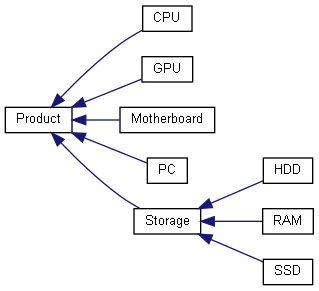 CPU
GPU
Product
Motherboard
PC
HDD
Storage
RAM
SSD